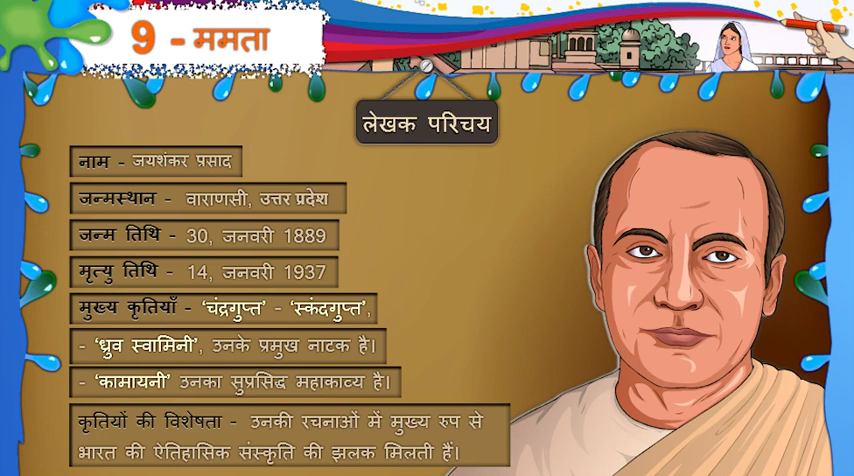 9 - ममता
लेखक परिचय
नाम - जयशंकर प्रसाद
जन्मस्थान - वाराणसी, उत्तर प्रदेश
जन्म तिथि - 30, जनवरी 1889
मृत्यु तिथि - 14, जनवरी 1937
मुख्य कृतियाँ - ‘चंद्रगुप्त’ - ‘स्कंदगुप्त’,
- ‘ध्रुव स्वामिनी’, उनके प्रमुख नाटक है।
- ‘कामायनी’ उनका सुप्रसिद्ध महाकाव्य है।
कृतियों की विशेषता - उनकी रचनाओं में मुख्य रुप से
भारत की ऐतिहासिक संस्कृति की झलक मिलती हैं।